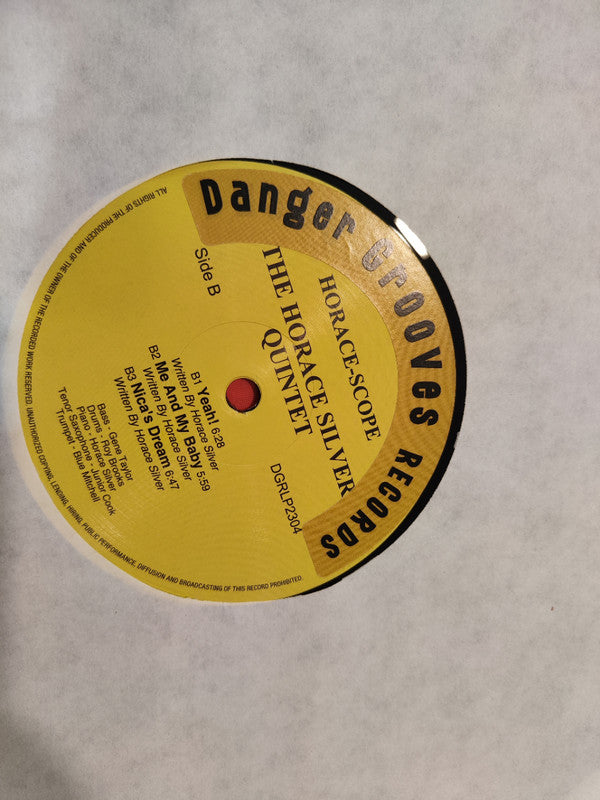 Danger Grooves RECORDS
HORACE-SCOPE
THE HORACE SILVER
QUINTET
Side B
DGRLP2304
B1 Yeah! 6:28
Written By Horace Silver
B2 Me And My Baby 5:59
Written By Horace Silver
B3 Nica's Dream 6:47
Written By Horace Silver
Bass - Gene Taylor
Drums - Roy Brooks
Piano - Horace Silver
Tenor Saxophone - Junior Cook
Trumpet - Blue Mitchell
ALL RIGHTS OF THE PRODUCER AND OF THE OWNER OF THE RECORDED WORK RESERVED. UNAUTHORIZED COPYING, LENDING, HIRING, PUBLIC PERFORMANCE, DIFFUSION AND BROADCASTING OF THIS RECORD PROHIBITED.